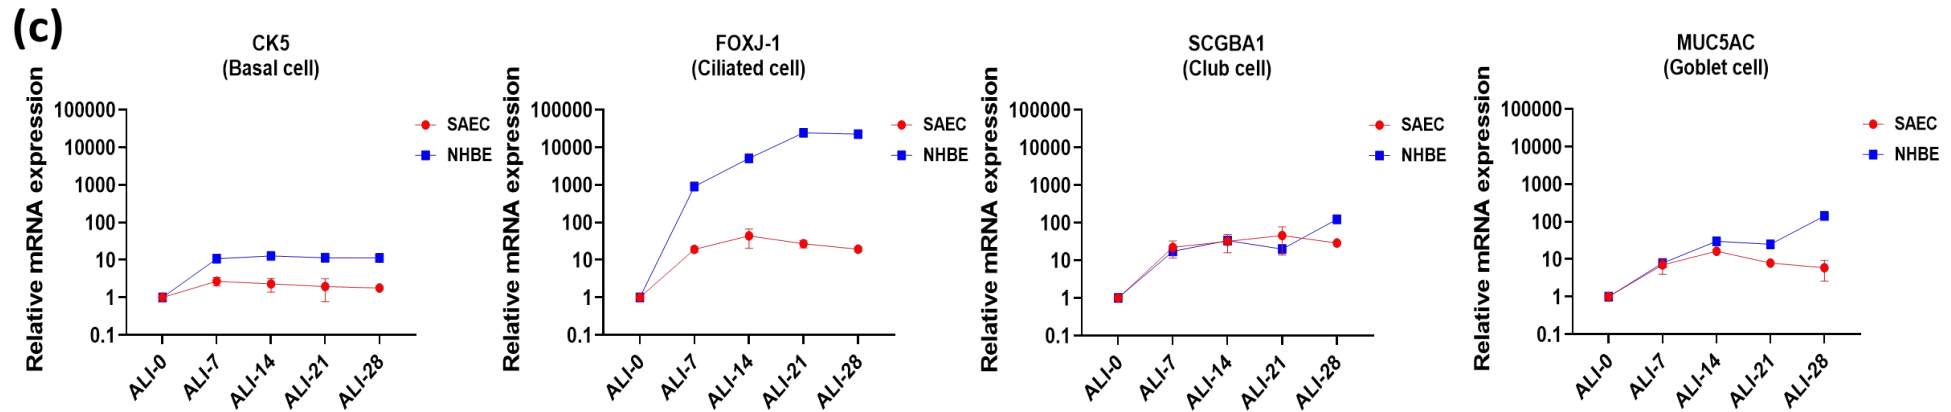 (c)
CK5
(Basal cell)
Relative mRNA expression
100000
10000
1000
100
10
1
0.1
ALI-0
ALI-7
ALI-14
ALI-21
ALI-28
SAEC
NHBE
FOXJ-1
(Ciliated cell)
Relative mRNA expression
100000
10000
1000
100
10
1
0.1
ALI-0
ALI-7
ALI-14
ALI-21
ALI-28
SAEC
NHBE
SCGBA1
(Club cell)
Relative mRNA expression
100000
10000
1000
100
10
1
0.1
ALI-0
ALI-7
ALI-14
ALI-21
ALI-28
SAEC
NHBE
MUC5AC
(Goblet cell)
Relative mRNA expression
100000
10000
1000
100
10
1
0.1
ALI-0
ALI-7
ALI-14
ALI-21
ALI-28
SAEC
NHBE